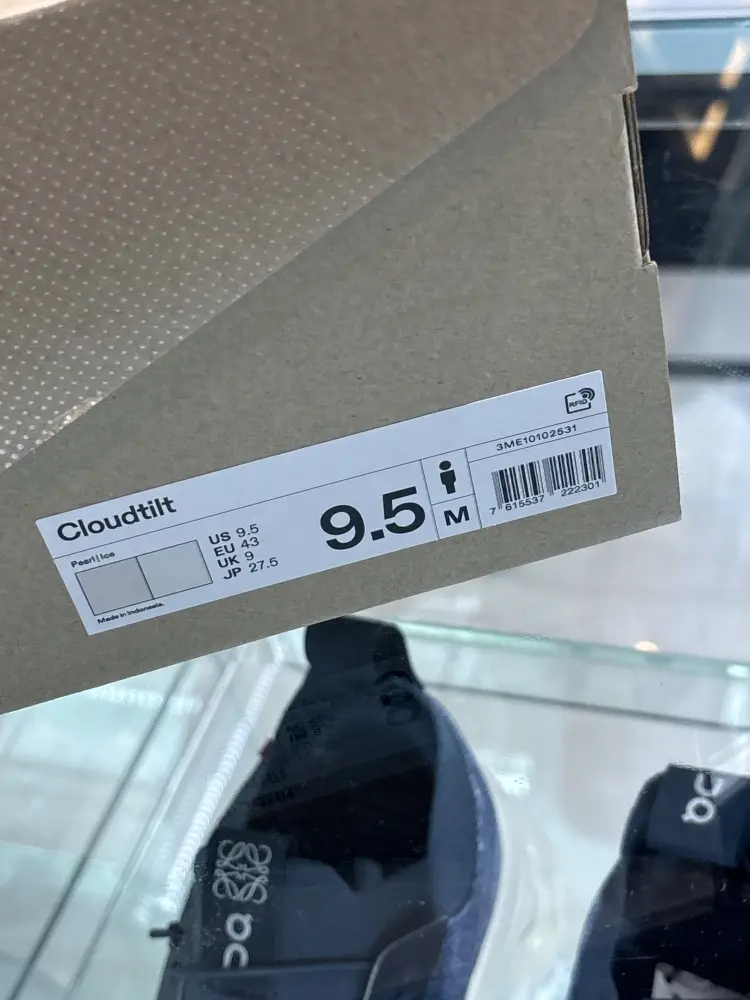 RFID
3ME10102531
Cloudtilt
Pearl|Ice
US 9.5
EU 43
UK 9
JP 27.5
9.5
M
7 615537 222301
Made in Indonesia.